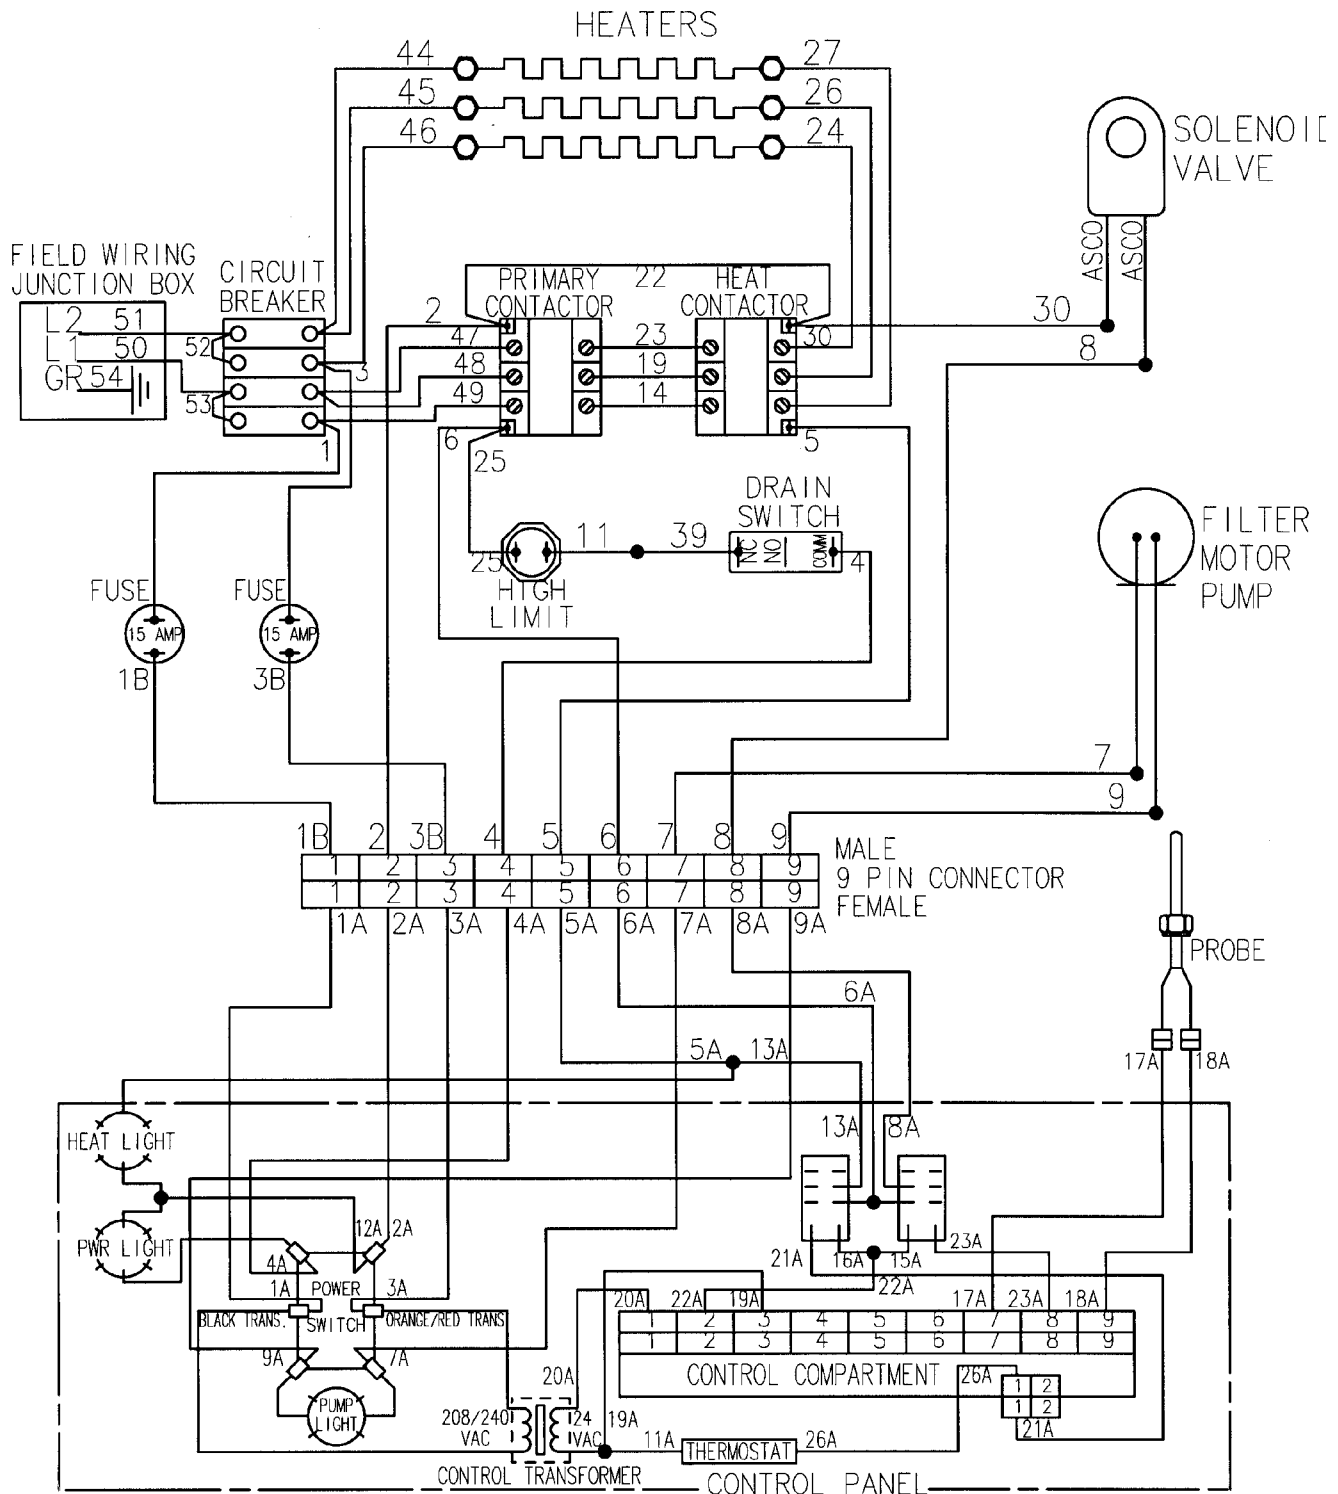 HEATERS
44 27
45 26
46 24
SOLENOID
VALVE
ASCO ASCO
FIELD WIRING
JUNCTION BOX
CIRCUIT
BREAKER
PRIMARY
CONTACTOR
22
HEAT
CONTACTOR
L2 51
L1 50
GR 54
52
53
3
1
2
47
48
49
6
25
23
19
14
30
5
30
8
DRAIN
SWITCH
25
11
39
NC
NO
COMM
4
HIGH
LIMIT
FILTER
MOTOR
PUMP
FUSE FUSE
15 AMP 15 AMP
1B 3B
7
9
1B 2 3B 4 5 6 7 8 9
1 2 3 4 5 6 7 8 9
1 2 3 4 5 6 7 8 9
MALE
9 PIN CONNECTOR
FEMALE
1A 2A 3A 4A 5A 6A 7A 8A 9A
PROBE
6A
5A 13A
17A 18A
HEAT LIGHT
13A 8A
PWR LIGHT
12A 2A
4A
1A POWER 3A
BLACK TRANS. SWITCH ORANGE/RED TRANS
9A 7A
PUMP
LIGHT
21A 16A 15A 23A
22A
20A 22A 19A 17A 23A 18A
1 2 3 4 5 6 7 8 9
1 2 3 4 5 6 7 8 9
CONTROL COMPARTMENT 26A
1 2
1 2
21A
20A
208/240
VAC
24
VAC
19A
11A THERMOSTAT 26A
CONTROL TRANSFORMER
CONTROL PANEL